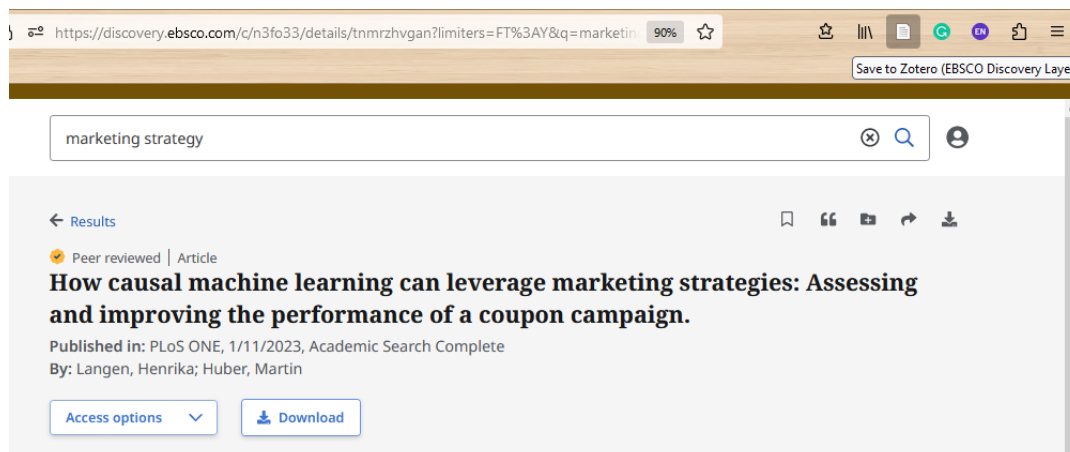 https://discovery.ebsco.com/c/n3fo33/details/tnmrzhvgan?limiters=FT%3AY&q=marketin 90%
G EN
Save to Zotero (EBSCO Discovery Laye
marketing strategy
Results
Peer reviewed | Article
How causal machine learning can leverage marketing strategies: Assessing
and improving the performance of a coupon campaign.
Published in: PLoS ONE, 1/11/2023, Academic Search Complete
By: Langen, Henrika; Huber, Martin
Access options Download